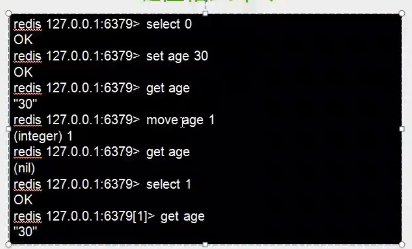 redis 127.0.0.1:6379> select 0
OK
redis 127.0.0.1:6379> set age 30
OK
redis 127.0.0.1:6379> get age
"30"
redis 127.0.0.1:6379> move age 1
(integer) 1
redis 127.0.0.1:6379> get age
(nil)
redis 127.0.0.1:6379> select 1
OK
redis 127.0.0.1:6379[1]> get age
"30"